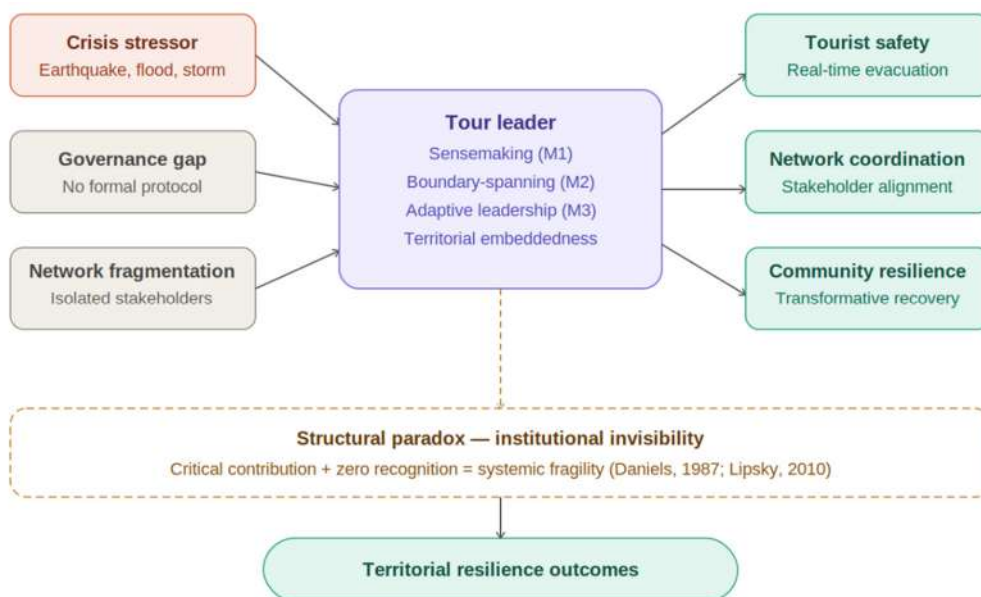 Crisis stressor
Earthquake, flood, storm
Governance gap
No formal protocol
Network fragmentation
Isolated stakeholders
Tour leader
Sensemaking (M1)
Boundary-spanning (M2)
Adaptive leadership (M3)
Territorial embeddedness
Tourist safety
Real-time evacuation
Network coordination
Stakeholder alignment
Community resilience
Transformative recovery
Structural paradox — institutional invisibility
Critical contribution + zero recognition = systemic fragility (Daniels, 1987; Lipsky, 2010)
Territorial resilience outcomes